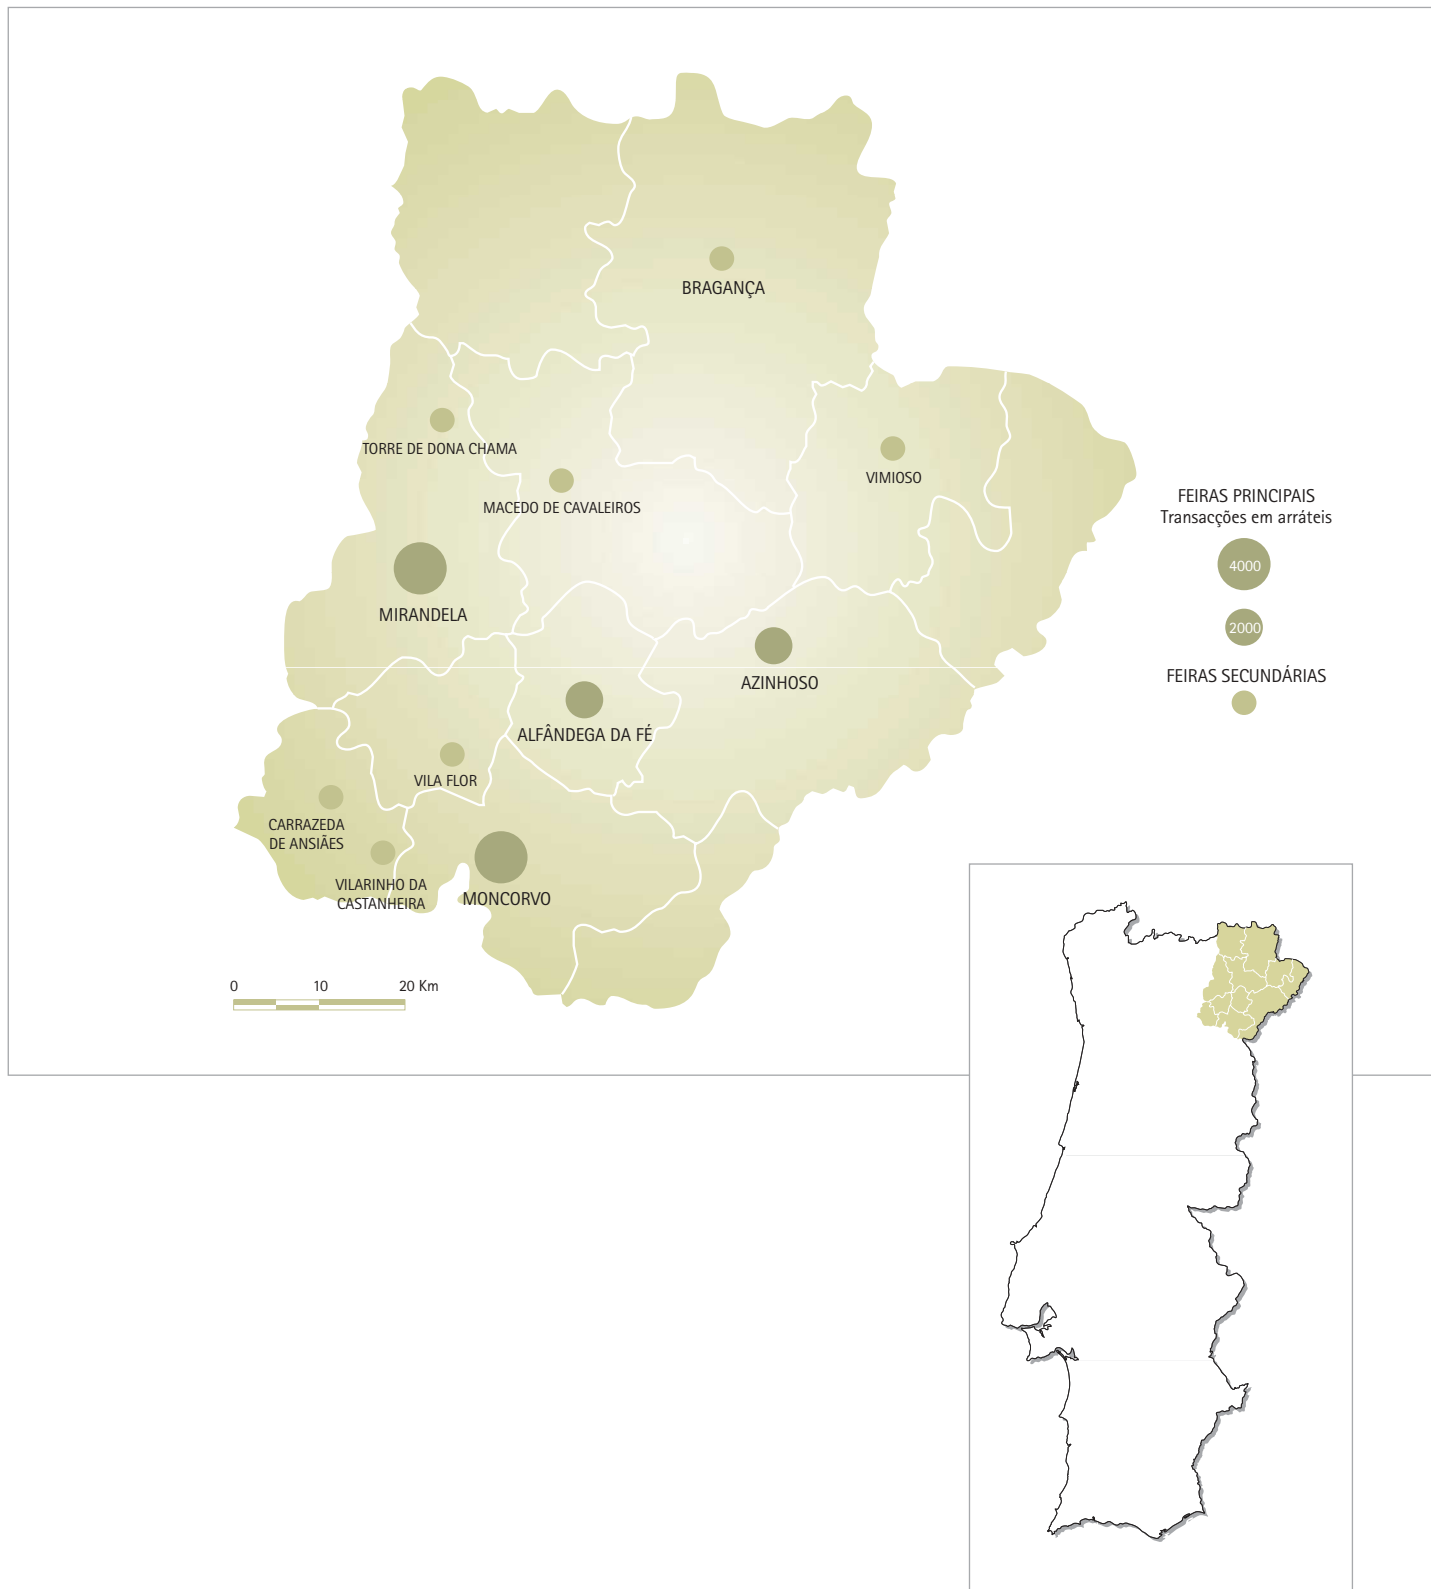 BRAGANÇA
TORRE DE DONA CHAMA
VIMIOSO
MACEDO DE CAVALEIROS
MIRANDELA
AZINHOSO
ALFÂNDEGA DA FÉ
VILA FLOR
CARRAZEDA
DE ANSIÃES
VILARINHO DA
CASTANHEIRA
MONCORVO
FEIRAS PRINCIPAIS
Transacções em arráteis
4000
2000
FEIRAS SECUNDÁRIAS
0 10 20 Km